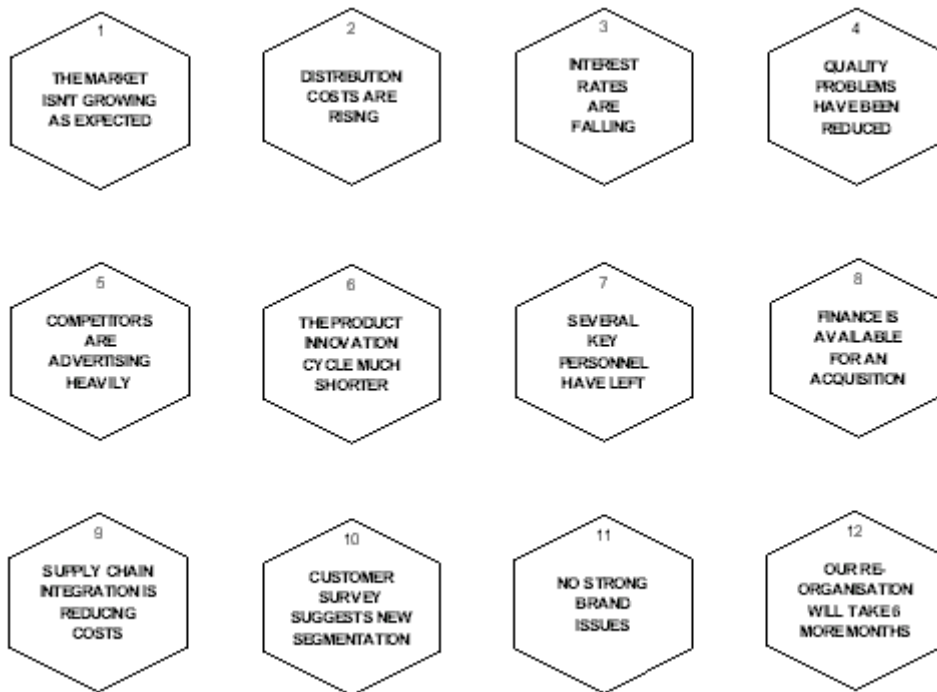 1
THE MARKET
ISN'T GROWING
AS EXPECTED
2
DISTRIBUTION
COSTS ARE
RISING
3
INTEREST
RATES
ARE
FALLING
4
QUALITY
PROBLEMS
HAVE BEEN
REDUCED
5
COMPETITORS
ARE
ADVERTISING
HEAVILY
6
THE PRODUCT
INNOVATION
CYCLE MUCH
SHORTER
7
SEVERAL
KEY
PERSONNEL
HAVE LEFT
8
FINANCE IS
AVAILABLE
FOR AN
ACQUISITION
9
SUPPLY CHAIN
INTEGRATION IS
REDUCING
COSTS
10
CUSTOMER
SURVEY
SUGGESTS NEW
SEGMENTATION
11
NO STRONG
BRAND
ISSUES
12
OUR RE-
ORGANISATION
WILL TAKE 6
MORE MONTHS